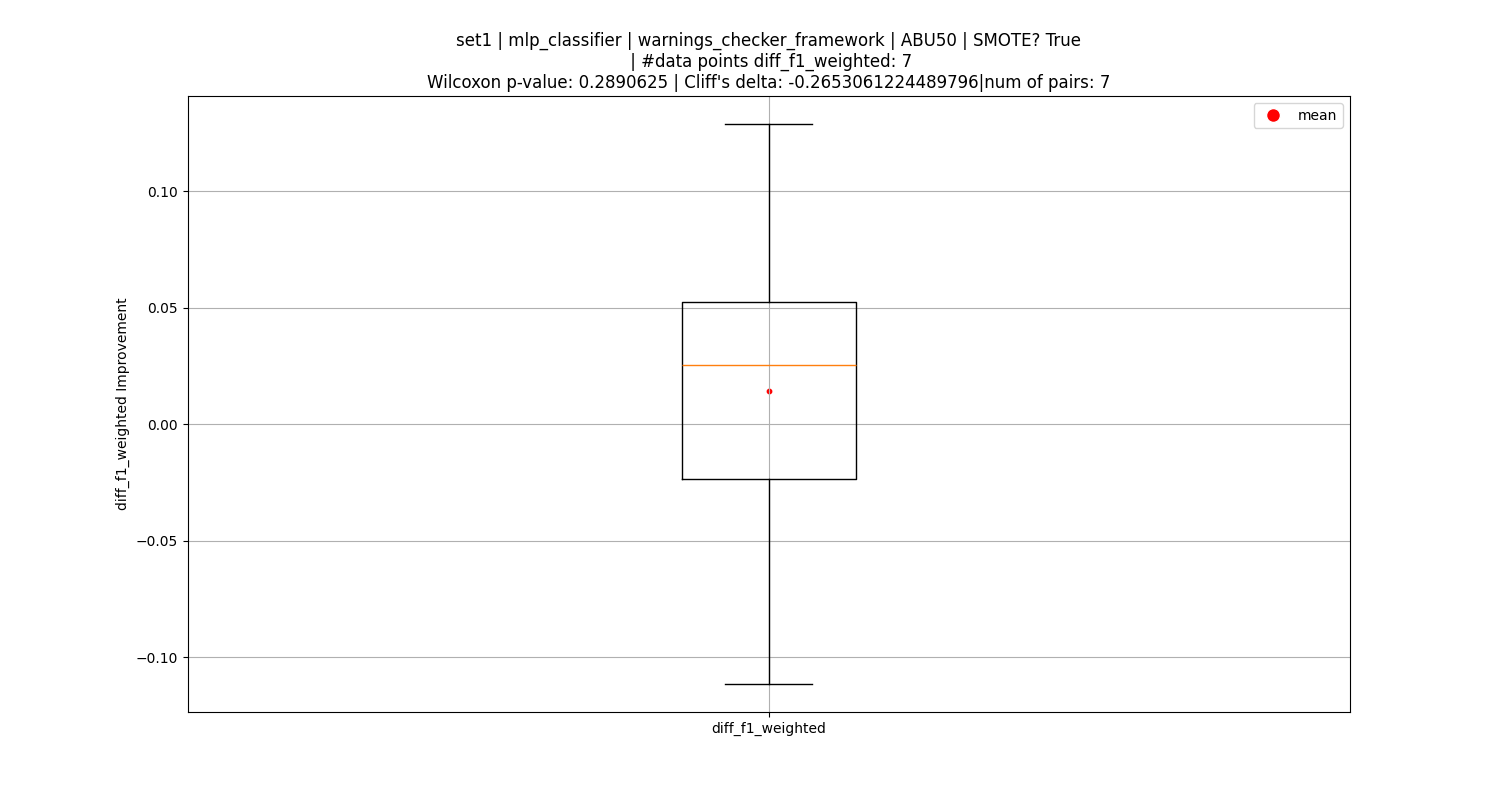 set1 | mlp_classifier | warnings_checker_framework | ABU50 | SMOTE? True
| #data points diff_f1_weighted: 7
Wilcoxon p-value: 0.2890625 | Cliff's delta: -0.2653061224489796|num of pairs: 7
mean
0.10
0.05
0.00
−0.05
−0.10
diff_f1_weighted Improvement
diff_f1_weighted